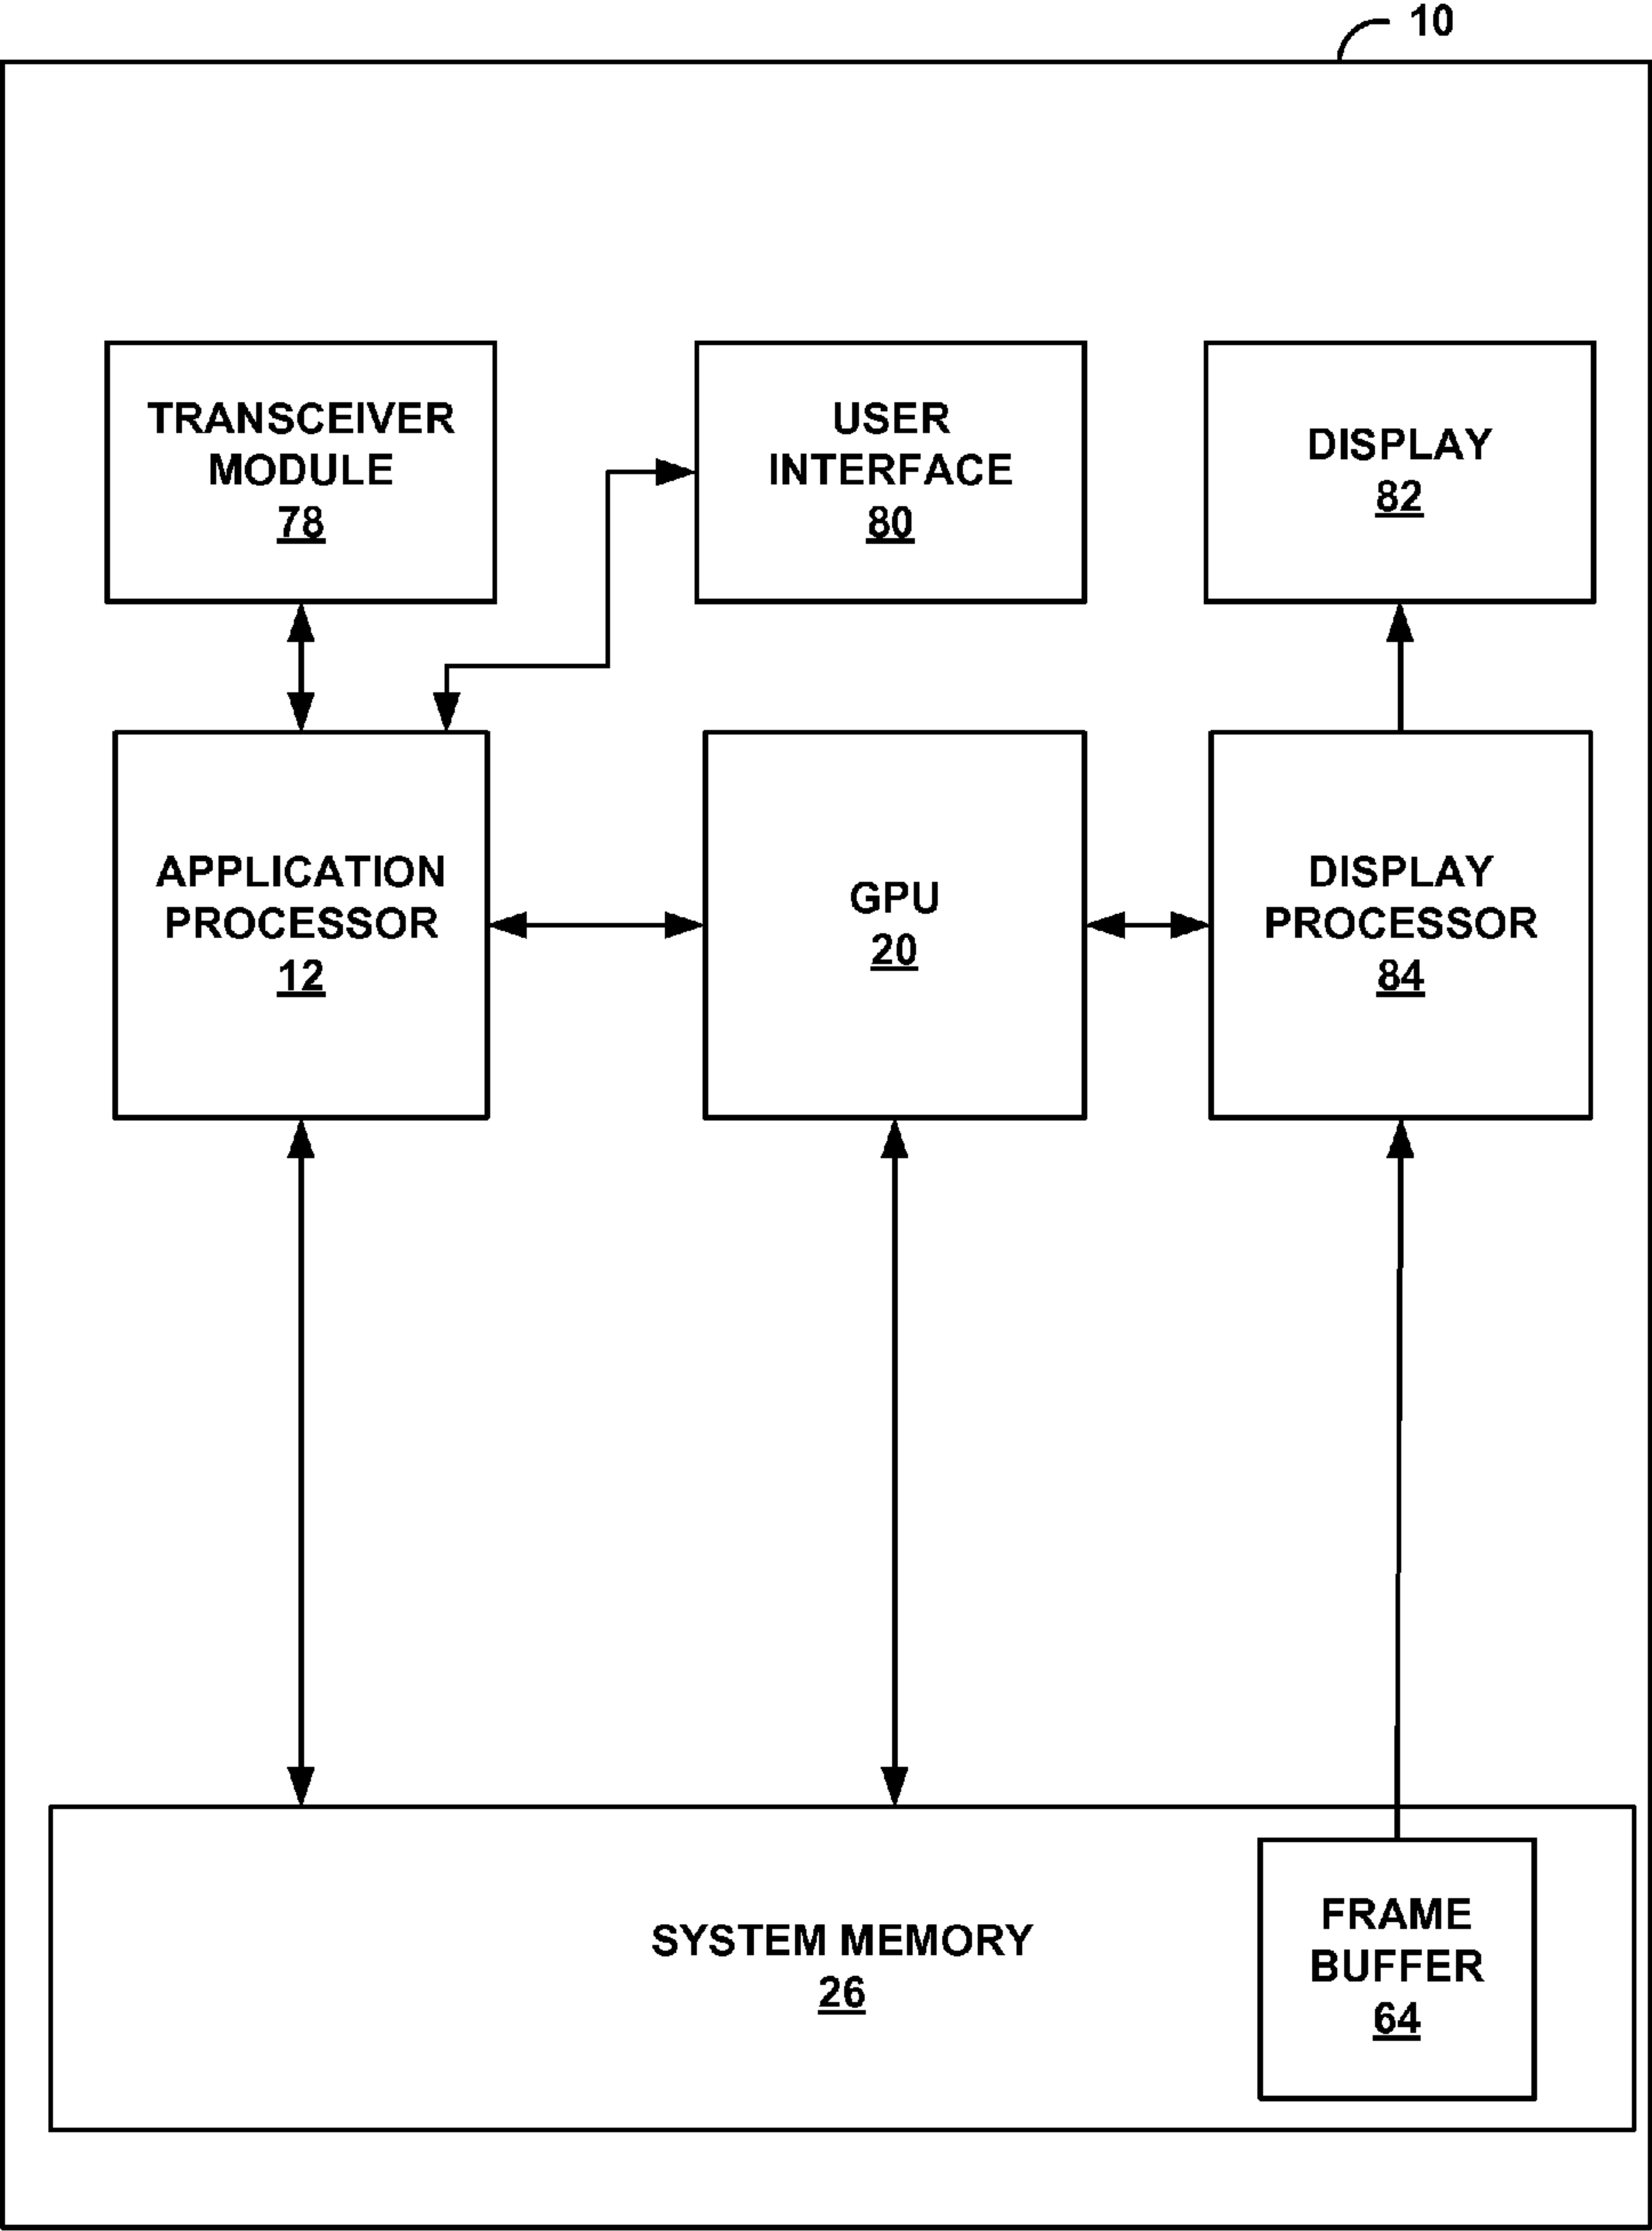 10
TRANSCEIVER
MODULE
78
USER
INTERFACE
80
DISPLAY
82
APPLICATION
PROCESSOR
12
GPU
20
DISPLAY
PROCESSOR
84
SYSTEM MEMORY
26
FRAME
BUFFER
64